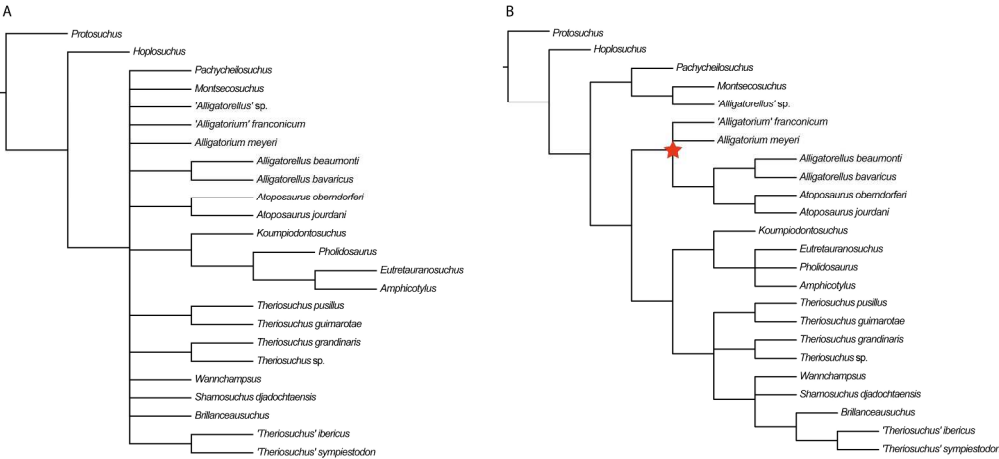 A
Protosuchus
Hoplosuchus
Pachycheilosuchus
Montsecosuchus
'Alligatorellus' sp.
'Alligatorium' franconicum
Alligatorium meyeri
Alligatorellus beaumonti
Alligatorellus bavaricus
Atoposaurus oberndorferi
Atoposaurus jourdani
Koumpiodontosuchus
Pholidosaurus
Eutretauranosuchus
Amphicotylus
Theriosuchus pusillus
Theriosuchus guimarotae
Theriosuchus grandinaris
Theriosuchus sp.
Wannchampsus
Shamosuchus djadochtaensis
Brillanceausuchus
'Theriosuchus' ibericus
'Theriosuchus' sympiestodon
B
Protosuchus
Hoplosuchus
Pachycheilosuchus
Montsecosuchus
'Alligatorellus' sp.
'Alligatorium' franconicum
Alligatorium meyeri
Alligatorellus beaumonti
Alligatorellus bavaricus
Atoposaurus oberndorferi
Atoposaurus jourdani
Koumpiodontosuchus
Eutretauranosuchus
Pholidosaurus
Amphicotylus
Theriosuchus pusillus
Theriosuchus guimarotae
Theriosuchus grandinaris
Theriosuchus sp.
Wannchampsus
Shamosuchus djadochtaensis
Brillanceausuchus
'Theriosuchus' ibericus
'Theriosuchus' sympiestodon